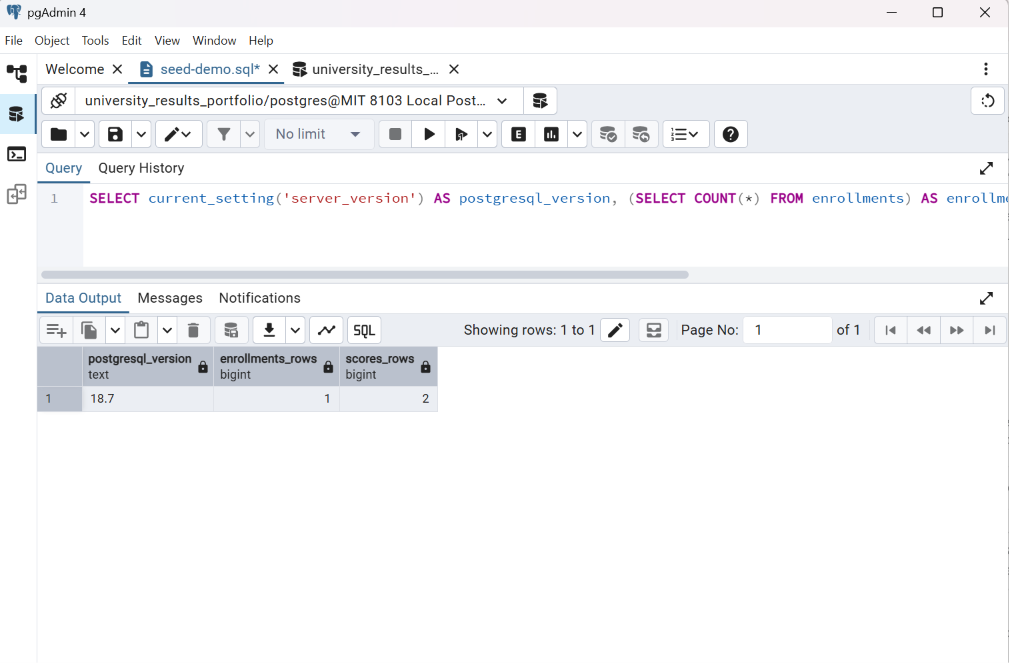 pgAdmin 4
File Object Tools Edit View Window Help
Welcome seed-demo.sql* university_results_...
university_results_portfolio/postgres@MIT 8103 Local Post...
No limit E
Query Query History
1 SELECT current_setting('server_version') AS postgresql_version, (SELECT COUNT(*) FROM enrollments) AS enrollme
Data Output Messages Notifications
SQL Showing rows: 1 to 1 Page No: 1 of 1
postgresql_version enrollments_rows scores_rows
text bigint bigint
1 18.7 1 2